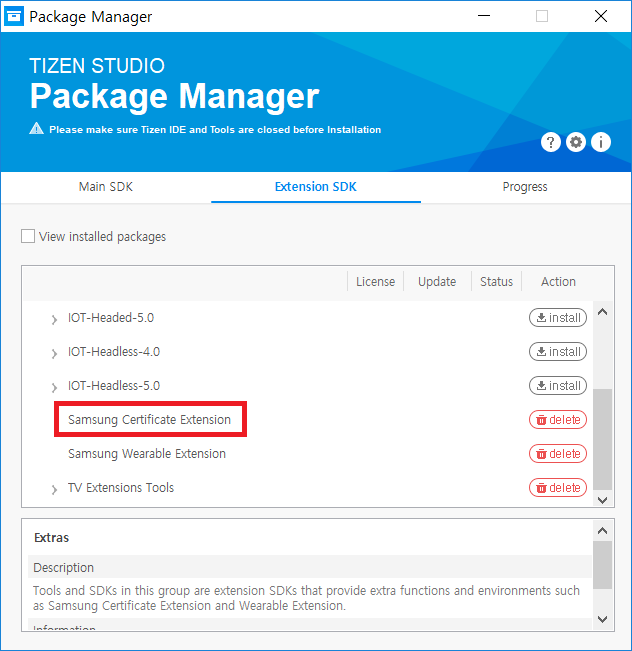 Package Manager
TIZEN STUDIO
Package Manager
Please make sure Tizen IDE and Tools are closed before Installation
? i
Main SDK Extension SDK Progress
View installed packages
License Update Status Action
IOT-Headed-5.0 install
IOT-Headless-4.0 install
IOT-Headless-5.0 install
Samsung Certificate Extension delete
Samsung Wearable Extension delete
TV Extensions Tools delete
Extras
Description
Tools and SDKs in this group are extension SDKs that provide extra functions and environments such
as Samsung Certificate Extension and Wearable Extension.
Information